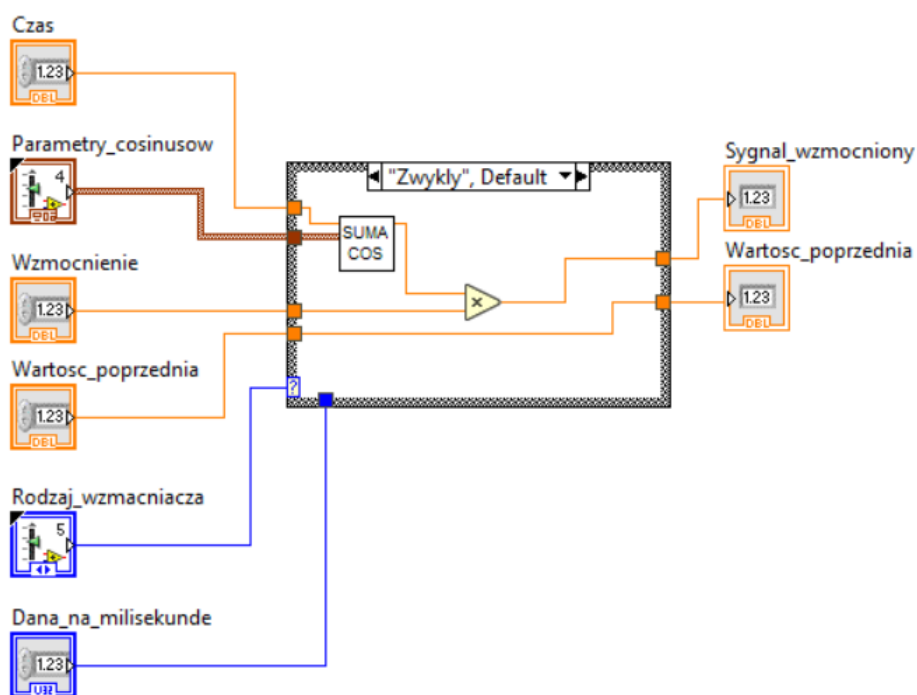 Czas
1.23
DBL
Parametry_cosinusow
4
Wzmocnienie
1.23
DBL
Wartosc_poprzednia
1.23
DBL
Rodzaj_wzmacniacza
5
Dana_na_milisekunde
1.23
U32
"Zwykly", Default
SUMA
COS
×
?
Sygnal_wzmocniony
1.23
DBL
Wartosc_poprzednia
1.23
DBL